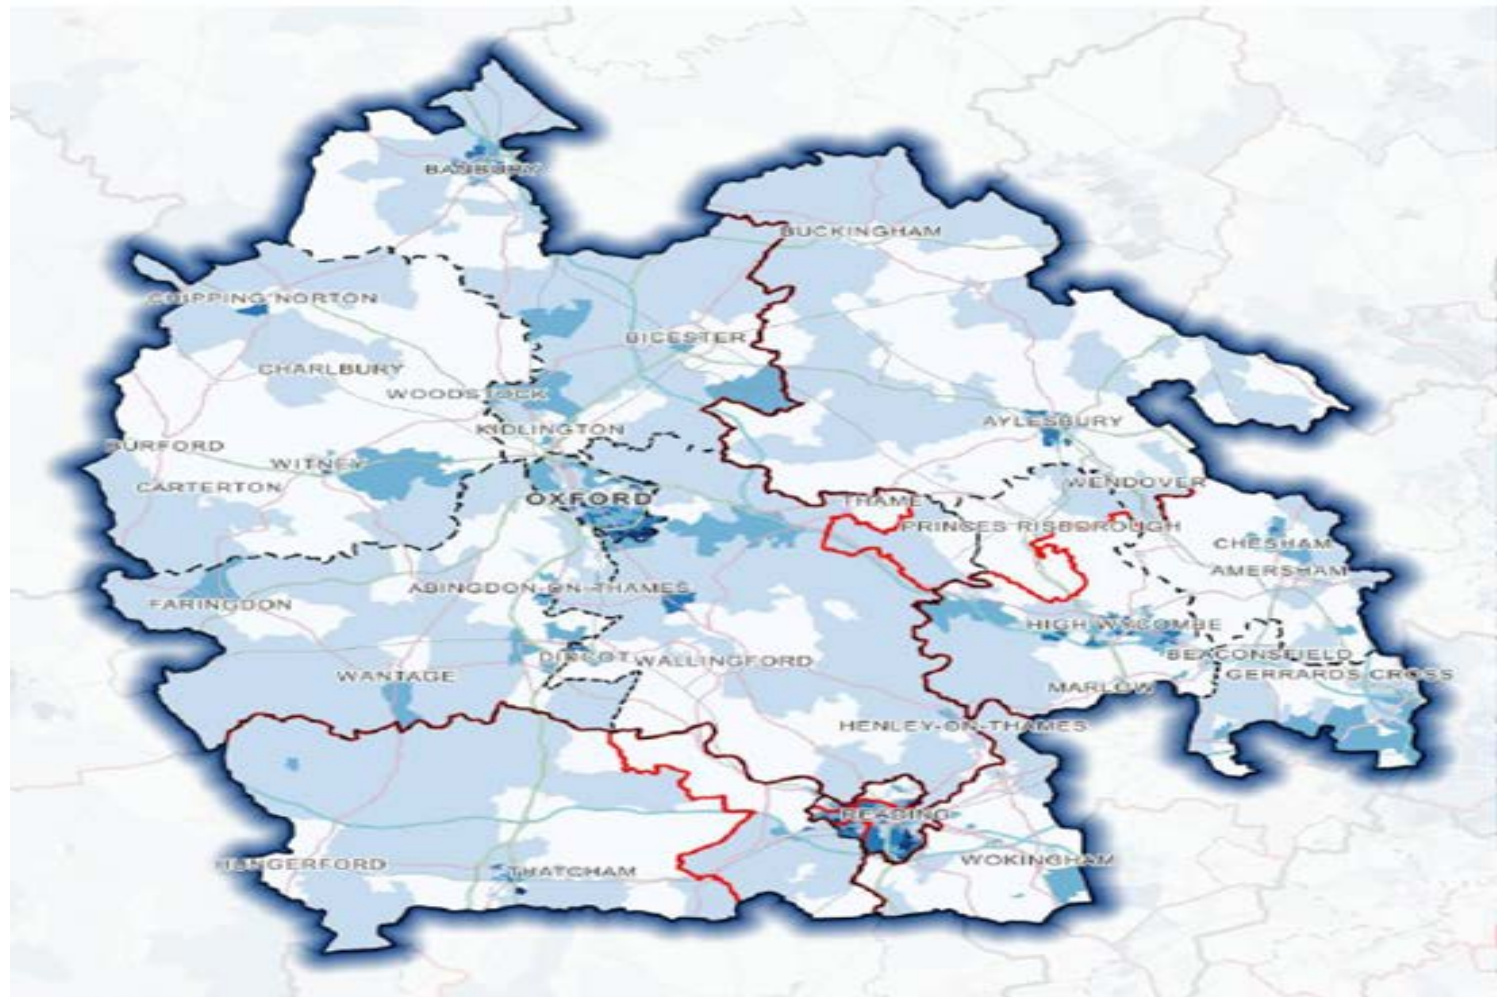 BANBURY
BUCKINGHAM
CHIPPING NORTON
BICESTER
CHARLBURY
WOODSTOCK
AYLESBURY
KIDLINGTON
BURFORD
WITNEY
WENDOVER
CARTERTON
OXFORD
THAME
PRINCES RISBOROUGH
CHESHAM
AMERSHAM
ABINGDON-ON-THAMES
FARINGDON
HIGH WYCOMBE
BEACONSFIELD
DIDCOT
WALLINGFORD
WANTAGE
GERRARDS CROSS
MARLOW
HENLEY-ON-THAMES
READING
WOKINGHAM
HUNGERFORD
THATCHAM